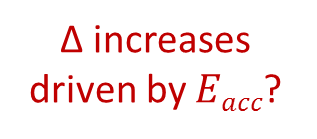 Δ increases
driven by E_acc?